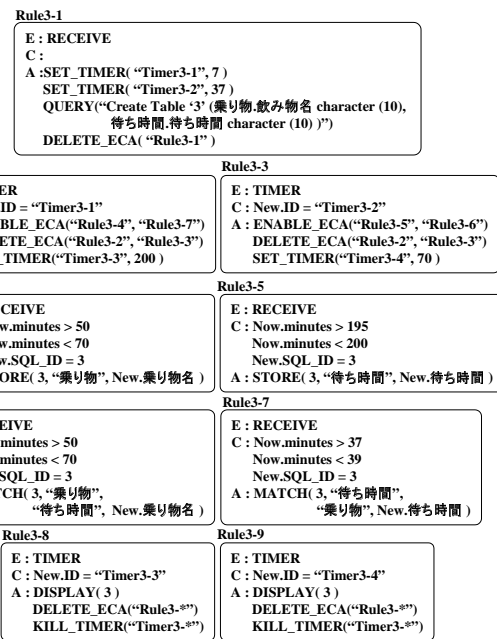 Rule3-1
E : RECEIVE
C :
A :SET_TIMER( “Timer3-1”, 7 )
SET_TIMER( “Timer3-2”, 37 )
QUERY(“Create Table ‘3’ (乗り物.飲み物名 character (10),
待ち時間.待ち時間 character (10) )”)
DELETE_ECA( “Rule3-1” )
Rule3-3
ER
ID = “Timer3-1”
BLE_ECA(“Rule3-4”, “Rule3-7”)
ETE_ECA(“Rule3-2”, “Rule3-3”)
_TIMER(“Timer3-3”, 200 )
E : TIMER
C : New.ID = “Timer3-2”
A : ENABLE_ECA(“Rule3-5”, “Rule3-6”)
DELETE_ECA(“Rule3-2”, “Rule3-3”)
SET_TIMER(“Timer3-4”, 70 )
Rule3-5
CEIVE
w.minutes > 50
w.minutes < 70
w.SQL_ID = 3
ORE( 3, “乗り物”, New.乗り物名 )
E : RECEIVE
C : Now.minutes > 195
Now.minutes < 200
New.SQL_ID = 3
A : STORE( 3, “待ち時間”, New.待ち時間 )
Rule3-7
EIVE
minutes > 50
minutes < 70
SQL_ID = 3
CH( 3, “乗り物”,
“待ち時間”, New.乗り物名 )
E : RECEIVE
C : Now.minutes > 37
Now.minutes < 39
New.SQL_ID = 3
A : MATCH( 3, “待ち時間”,
“乗り物”, New.待ち時間 )
Rule3-8
E : TIMER
C : New.ID = “Timer3-3”
A : DISPLAY( 3 )
DELETE_ECA(“Rule3-*”)
KILL_TIMER(“Timer3-*”)
Rule3-9
E : TIMER
C : New.ID = “Timer3-4”
A : DISPLAY( 3 )
DELETE_ECA(“Rule3-*”)
KILL_TIMER(“Timer3-*”)